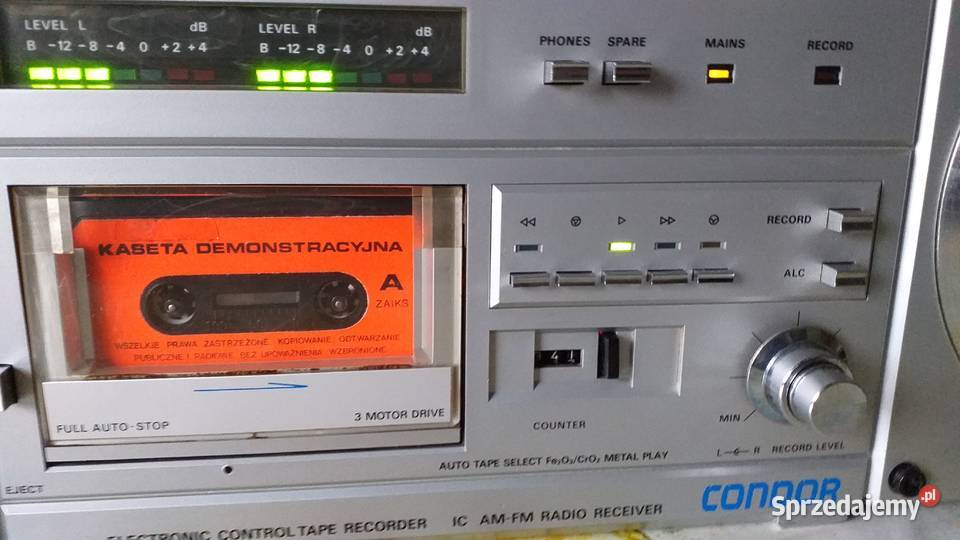 LEVEL L dB
B -12 -8 -4 0 +2 +4
LEVEL R dB
B -12 -8 -4 0 +2 +4
PHONES SPARE
MAINS
RECORD
KASETA DEMONSTRACYJNA
A
ZAIKS
WSZELKIE PRAWA ZASTRZEŻONE KOPIOWANIE ODTWARZANIE
PUBLICZNE I RADIOWE BEZ UPOWAŻNIENIA WZBRONIONE
FULL AUTO-STOP
3 MOTOR DRIVE
RECORD
ALC
4 4
COUNTER
MIN
L R RECORD LEVEL
AUTO TAPE SELECT Fe₂O₃/CrO₂ METAL PLAY
EJECT
CONDOR
ELECTRONIC CONTROL TAPE RECORDER IC AM-FM RADIO RECEIVER
Sprzedajemy.pl